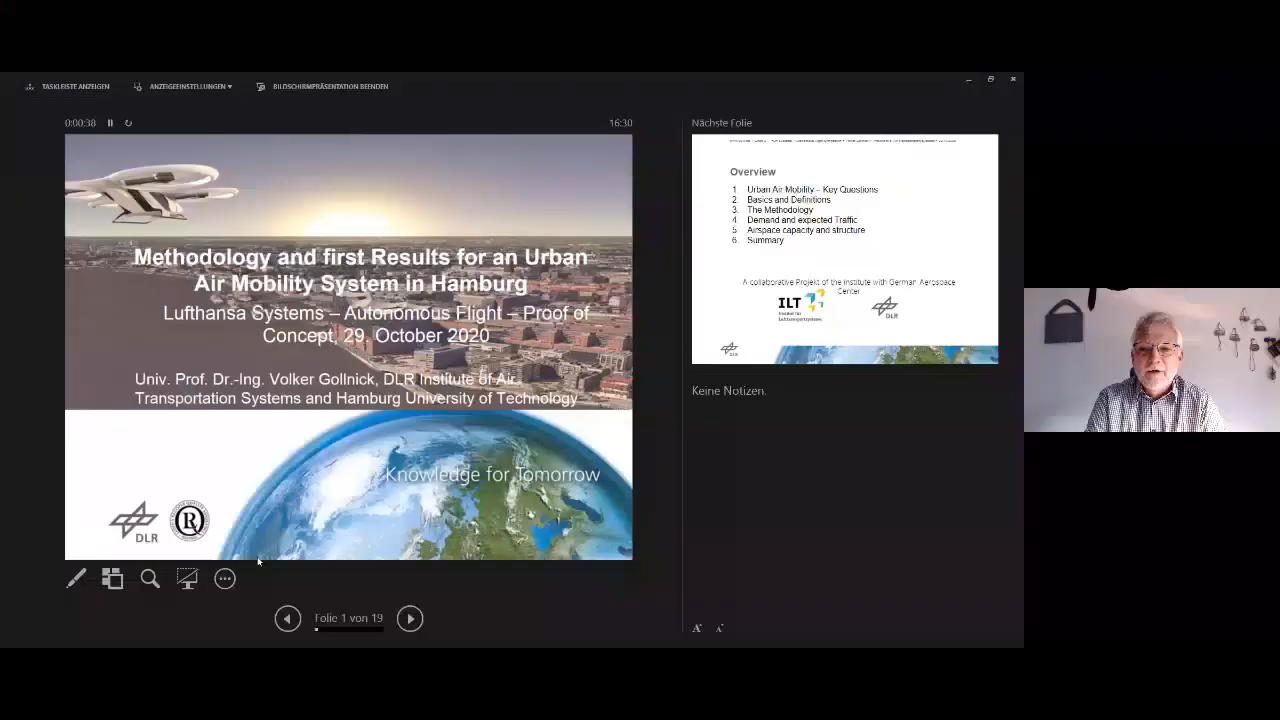 TASKLEISTE ANZEIGEN
ANZEIGEEINSTELLUNGEN
BILDSCHIRMPRÄSENTATION BEENDEN
0:00:38
16:30
Methodology and first Results for an Urban
Air Mobility System in Hamburg
Lufthansa Systems – Autonomous Flight – Proof of
Concept, 29. October 2020
Univ. Prof. Dr.-Ing. Volker Gollnick, DLR Institute of Air
Transportation Systems and Hamburg University of Technology
Knowledge for Tomorrow
DLR
R
Folie 1 von 19
Nächste Folie
Overview
1. Urban Air Mobility – Key Questions
2. Basics and Definitions
3. The Methodology
4. Demand and expected Traffic
5. Airspace capacity and structure
6. Summary
A collaborative Projekt of the institute with German Aerospace
Center
ILT
Institut für
Lufttransportsysteme
DLR
DLR
Keine Notizen.
A
A